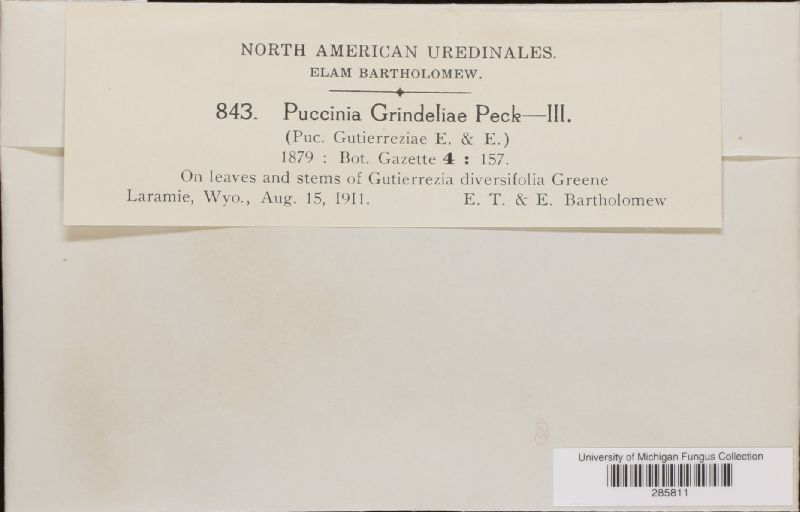 NORTH AMERICAN UREDINALES.
ELAM BARTHOLOMEW.
843. Puccinia Grindeliae Peck—III.
(Puc. Gutierreziae E. & E.)
1879 : Bot. Gazette 4 : 157.
On leaves and stems of Gutierrezia diversifolia Greene
Laramie, Wyo., Aug. 15, 1911. E. T. & E. Bartholomew
University of Michigan Fungus Collection
285811